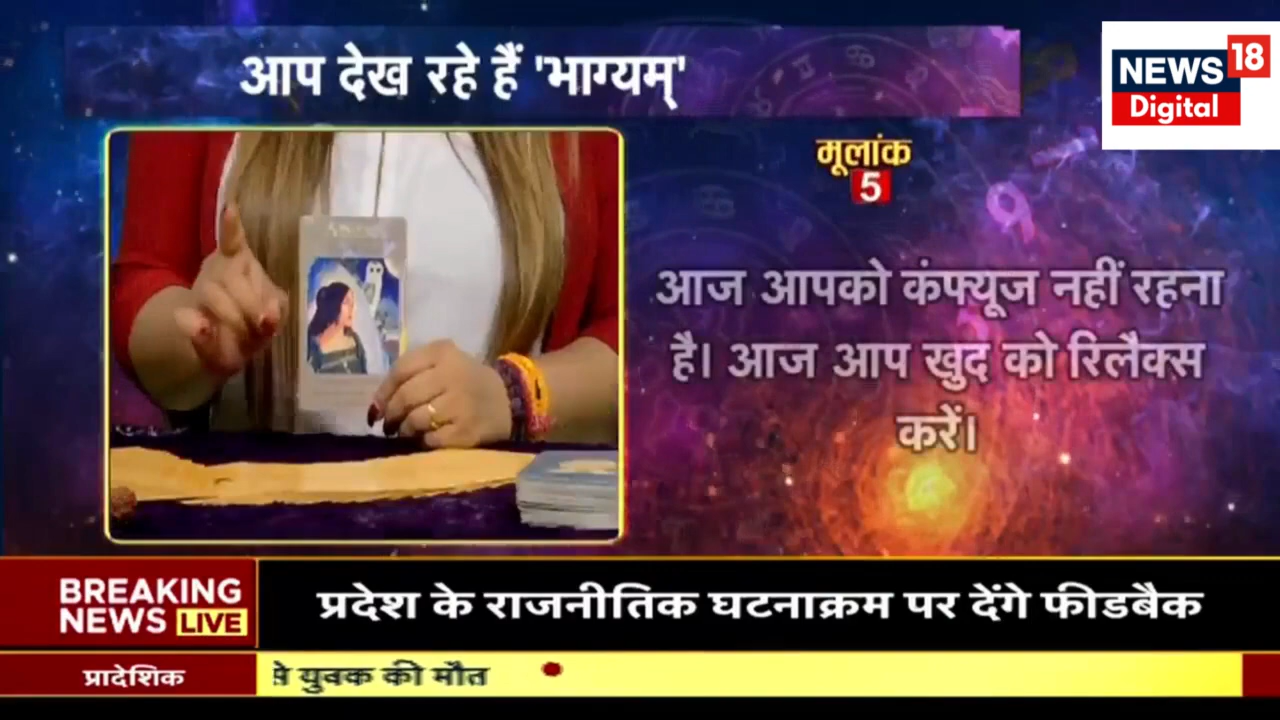 आप देख रहे हैं 'भाग्यम्'
NEWS 18
Digital
मूलांक
5
आज आपको कंफ्यूज नहीं रहना
है। आज आप खुद को रिलैक्स
करें।
BREAKING
NEWS LIVE
प्रदेश के राजनीतिक घटनाक्रम पर देंगे फीडबैक
प्रादेशिक
से युवक की मौत